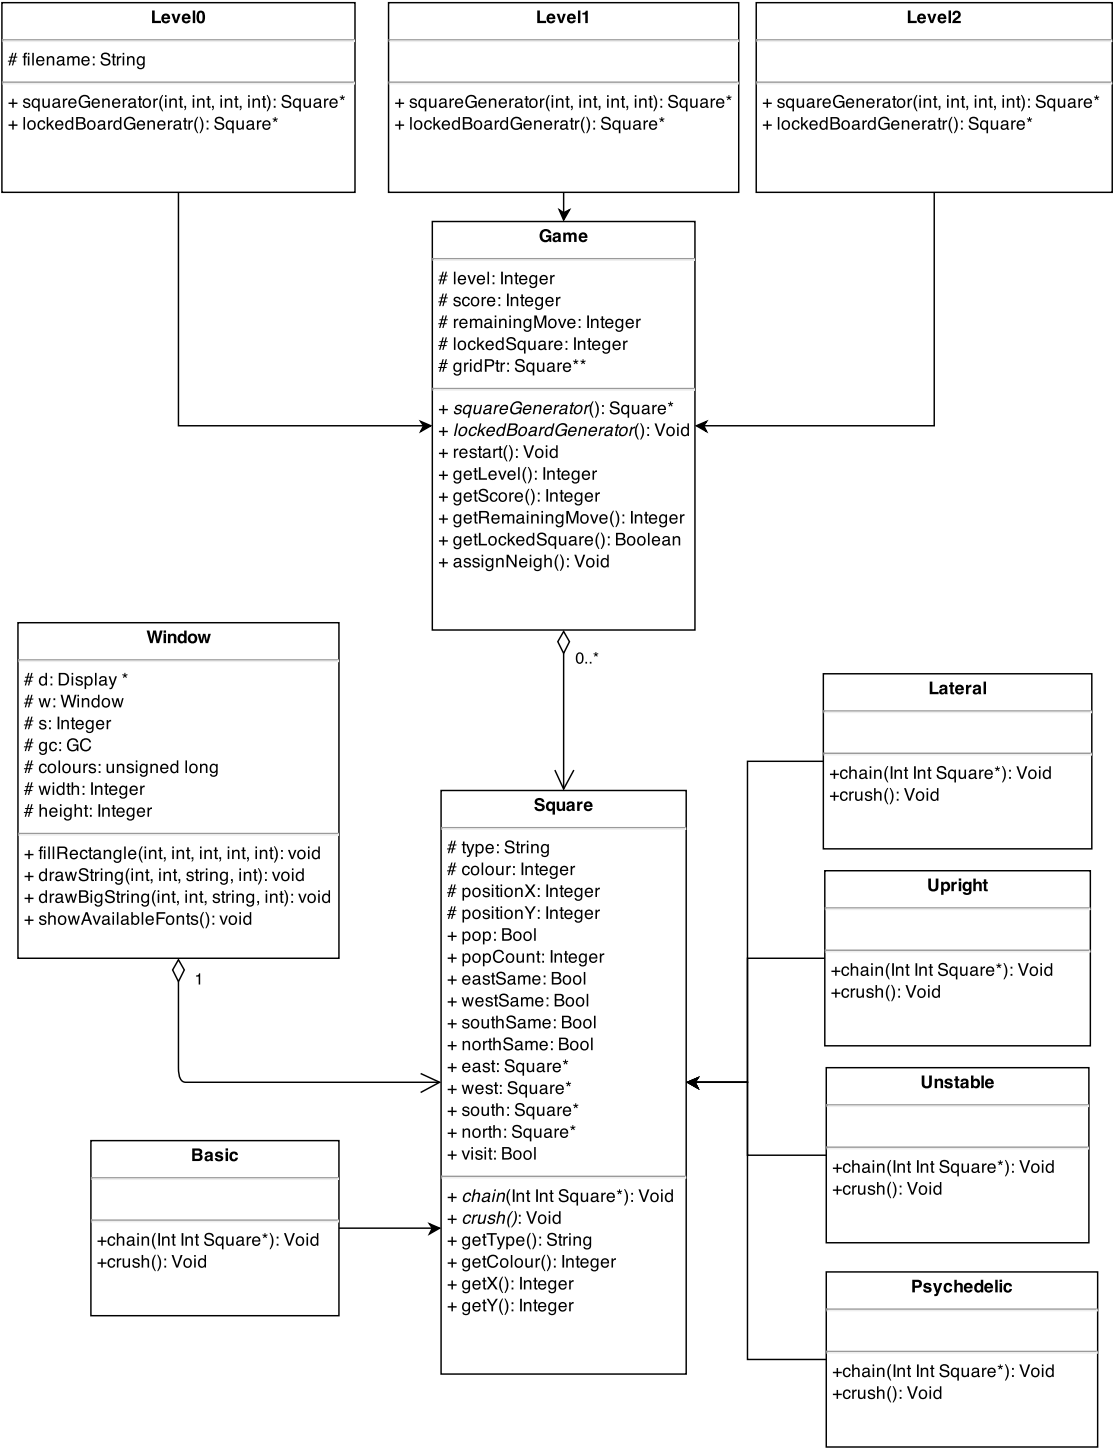 Level0
# filename: String
+ squareGenerator(int, int, int, int): Square*
+ lockedBoardGeneratr(): Square*
Level1
+ squareGenerator(int, int, int, int): Square*
+ lockedBoardGeneratr(): Square*
Level2
+ squareGenerator(int, int, int, int): Square*
+ lockedBoardGeneratr(): Square*
Game
# level: Integer
# score: Integer
# remainingMove: Integer
# lockedSquare: Integer
# gridPtr: Square**
+ squareGenerator(): Square*
+ lockedBoardGenerator(): Void
+ restart(): Void
+ getLevel(): Integer
+ getScore(): Integer
+ getRemainingMove(): Integer
+ getLockedSquare(): Boolean
+ assignNeigh(): Void
0..*
Window
# d: Display *
# w: Window
# s: Integer
# gc: GC
# colours: unsigned long
# width: Integer
# height: Integer
+ fillRectangle(int, int, int, int, int): void
+ drawString(int, int, string, int): void
+ drawBigString(int, int, string, int): void
+ showAvailableFonts(): void
1
Square
# type: String
# colour: Integer
# positionX: Integer
# positionY: Integer
+ pop: Bool
+ popCount: Integer
+ eastSame: Bool
+ westSame: Bool
+ southSame: Bool
+ northSame: Bool
+ east: Square*
+ west: Square*
+ south: Square*
+ north: Square*
+ visit: Bool
+ chain(Int Int Square*): Void
+ crush(): Void
+ getType(): String
+ getColour(): Integer
+ getX(): Integer
+ getY(): Integer
Basic
+chain(Int Int Square*): Void
+crush(): Void
Lateral
+chain(Int Int Square*): Void
+crush(): Void
Upright
+chain(Int Int Square*): Void
+crush(): Void
Unstable
+chain(Int Int Square*): Void
+crush(): Void
Psychedelic
+chain(Int Int Square*): Void
+crush(): Void